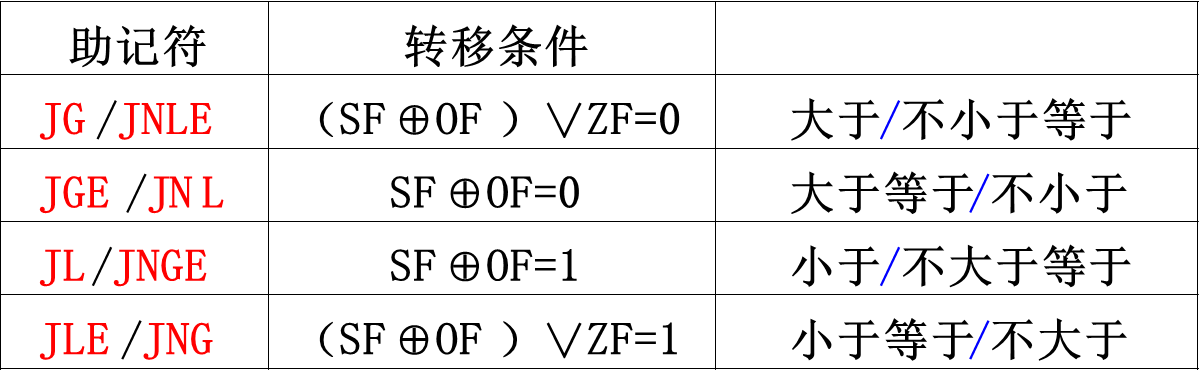 助记符 转移条件
JG /JNLE （SF ⊕OF ）∨ZF=0 大于/不小于等于
JGE /JN L SF ⊕OF=0 大于等于/不小于
JL/JNGE SF ⊕OF=1 小于/不大于等于
JLE /JNG （SF ⊕OF ）∨ZF=1 小于等于/不大于